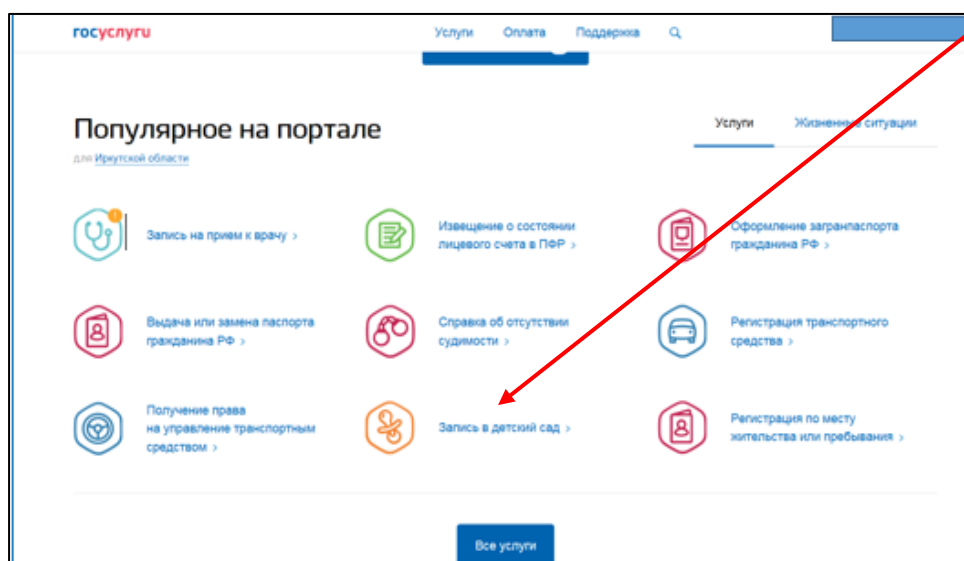 госуслуги
Услуги Оплата Поддержка
Популярное на портале
Услуги Жизненные ситуации
для Иркутской области
Запись на прием к врачу >
Извещение о состоянии
лицевого счета в ПФР >
Оформление загранпаспорта
гражданина РФ >
Выдача или замена паспорта
гражданина РФ >
Справка об отсутствии
судимости >
Регистрация транспортного
средства >
Получение права
на управление транспортным
средством >
Запись в детский сад >
Регистрация по месту
жительства или пребывания >
Все услуги